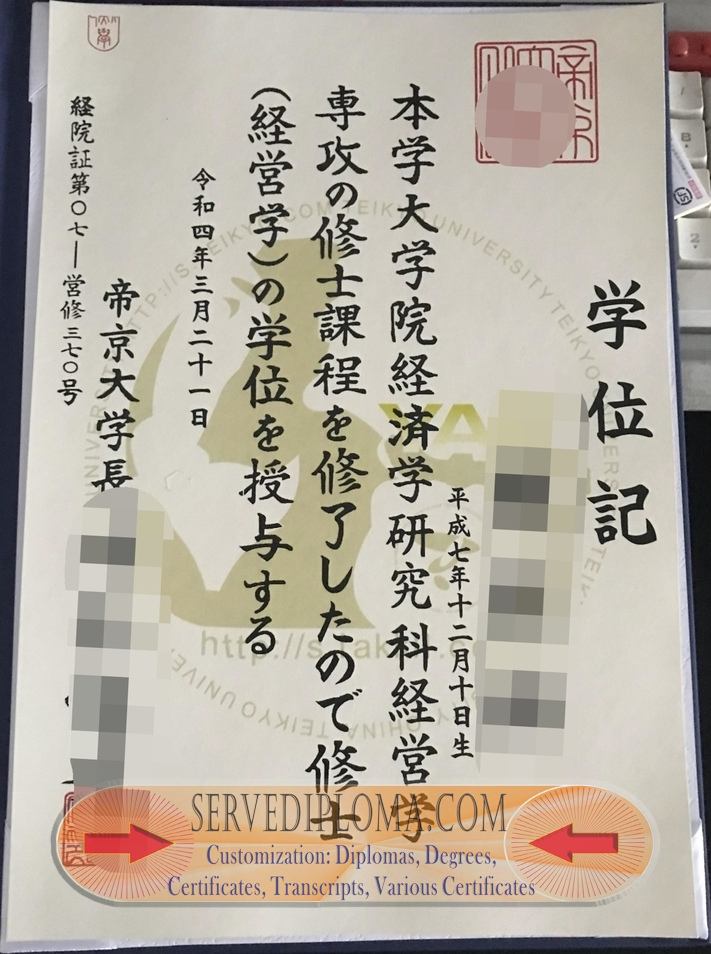 学位記
平成七年十二月十日生
本学大学院経済学研究科経営学
専攻の修士課程を修了したので修士
(経営学)の学位を授与する
令和四年三月二十一日
帝京大学長
経院証第〇七―営修三七〇号
SERVEDIPLOMA.COM
Customization: Diplomas, Degrees,
Certificates, Transcripts, Various Certificates